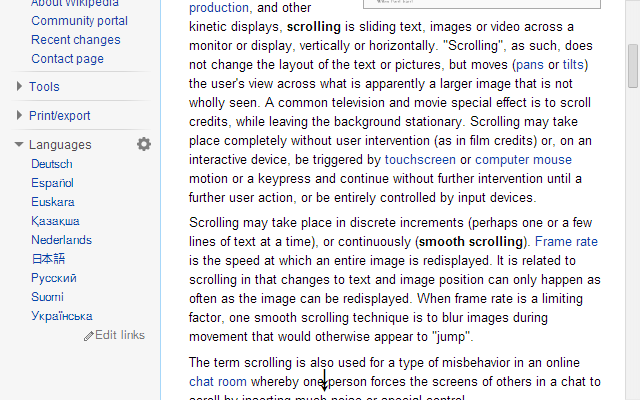 About Wikipedia
Community portal
Recent changes
Contact page
Tools
Print/export
Languages
Deutsch
Español
Euskara
Қазақша
Nederlands
日本語
Русский
Suomi
Українська
Edit links
production, and other
kinetic displays, scrolling is sliding text, images or video across a
monitor or display, vertically or horizontally. "Scrolling", as such, does
not change the layout of the text or pictures, but moves (pans or tilts)
the user's view across what is apparently a larger image that is not
wholly seen. A common television and movie special effect is to scroll
credits, while leaving the background stationary. Scrolling may take
place completely without user intervention (as in film credits) or, on an
interactive device, be triggered by touchscreen or computer mouse
motion or a keypress and continue without further intervention until a
further user action, or be entirely controlled by input devices.
Scrolling may take place in discrete increments (perhaps one or a few
lines of text at a time), or continuously (smooth scrolling). Frame rate
is the speed at which an entire image is redisplayed. It is related to
scrolling in that changes to text and image position can only happen as
often as the image can be redisplayed. When frame rate is a limiting
factor, one smooth scrolling technique is to blur images during
movement that would otherwise appear to "jump".
The term scrolling is also used for a type of misbehavior in an online
chat room whereby one person forces the screens of others in a chat to
scroll by inserting much noise or special control